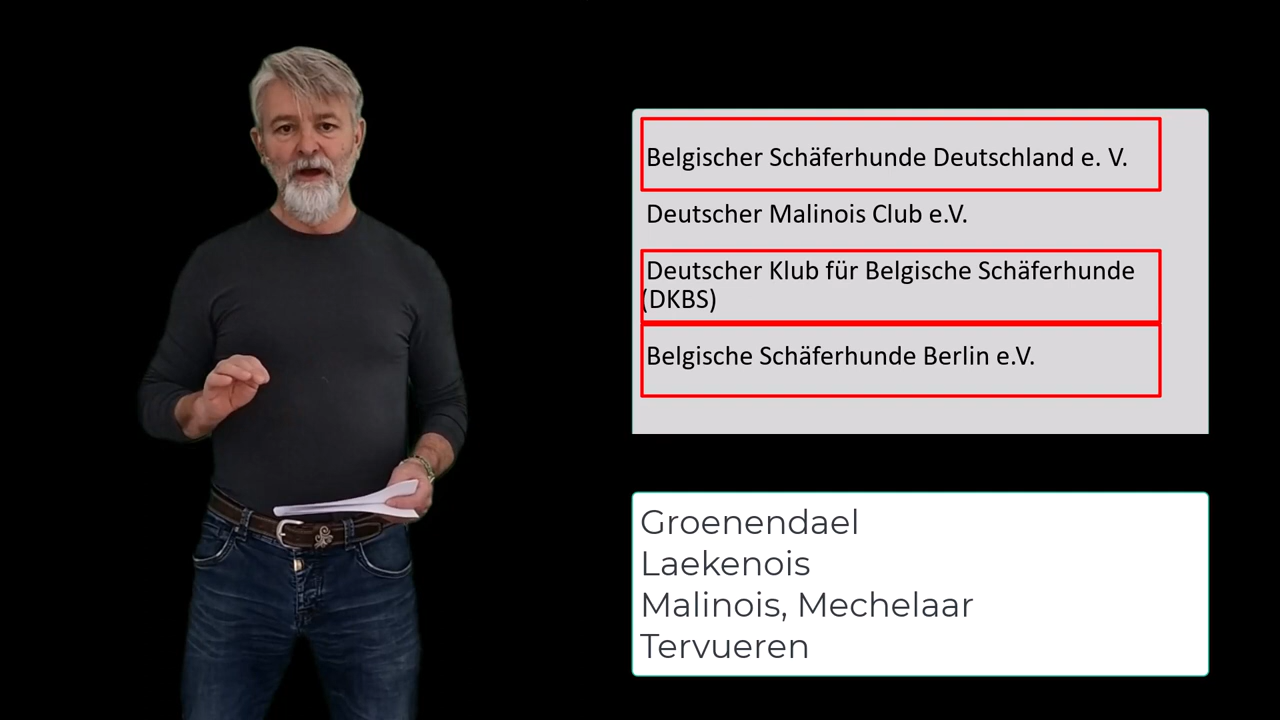 Belgischer Schäferhunde Deutschland e. V.
Deutscher Malinois Club e.V.
Deutscher Klub für Belgische Schäferhunde
(DKBS)
Belgische Schäferhunde Berlin e.V.
Groenendael
Laekenois
Malinois, Mechelaar
Tervueren